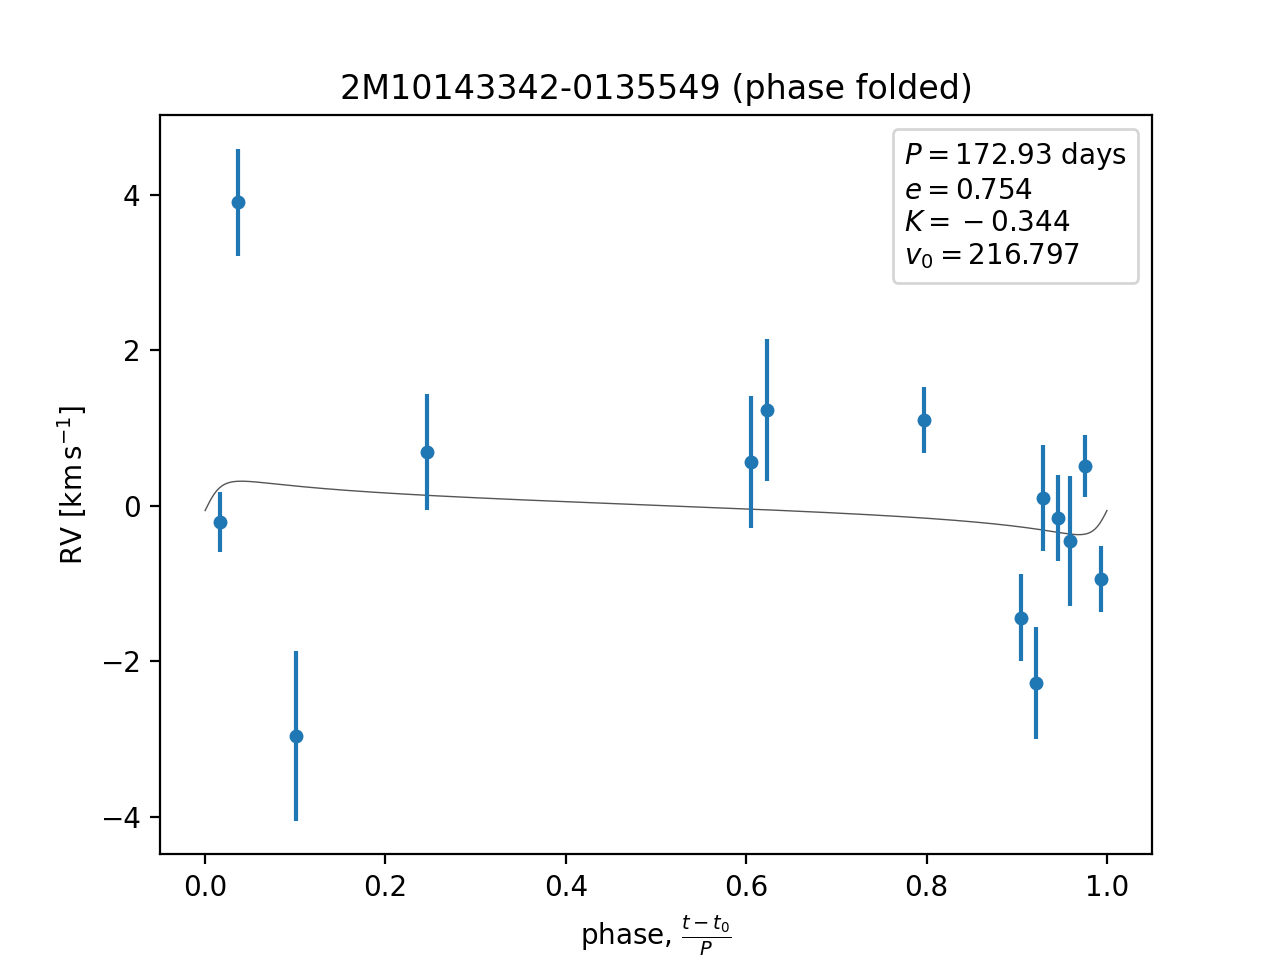 2M10143342-0135549 (phase folded)
P = 172.93 days
e = 0.754
K = −0.344
v₀ = 216.797
RV [km s⁻¹]
4
2
0
−2
−4
0.0 0.2 0.4 0.6 0.8 1.0
phase, (t − t₀)/P